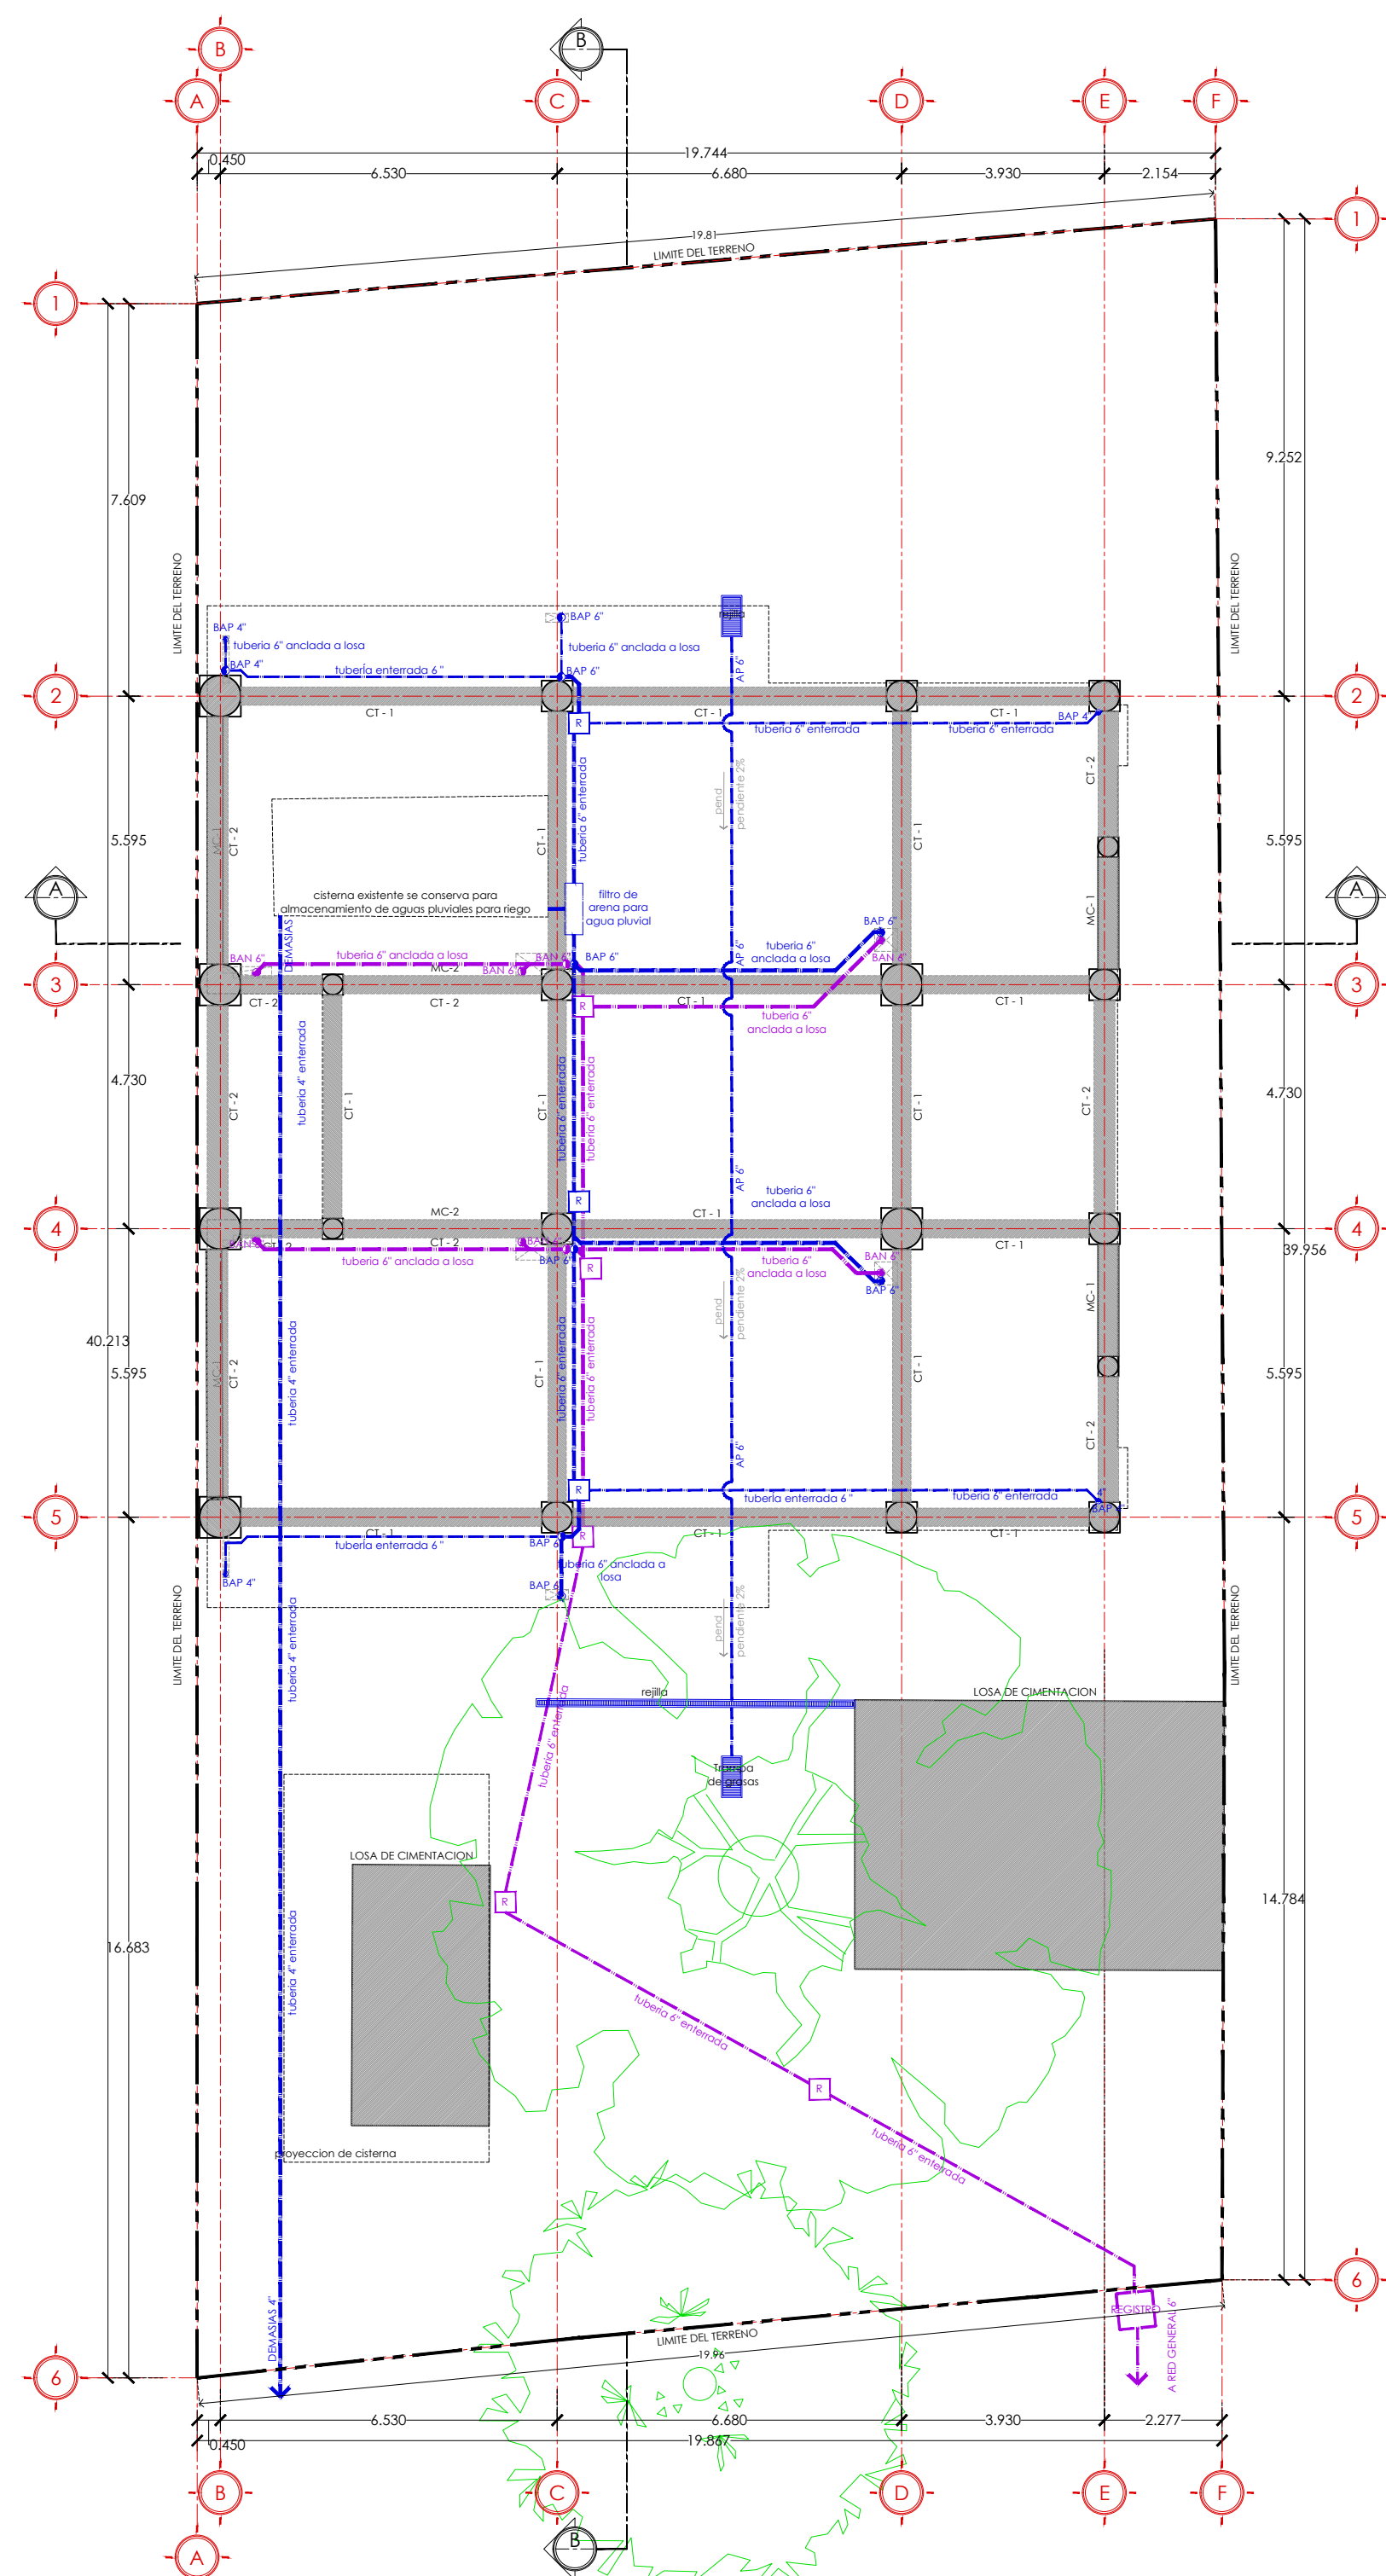 B
B
A
C
D
E
F
19.744
0.450
6.530
6.680
3.930
2.154
1
19.81
LIMITE DEL TERRENO
1
9.252
7.609
LIMITE DEL TERRENO
LIMITE DEL TERRENO
BAP 4"
tuberia 6" anclada a losa
BAP 4"
tubería enterrada 6 "
BAP 6"
tuberia 6" anclada a losa
BAP 6"
rejilla
AP 6"
2
CT - 1
CT - 1
CT - 1
BAP 4"
2
R
tuberia 6" enterrada
tuberia 6" enterrada
tuberia 6" enterrada
CT - 2
pend
pendiente 2%
5.595
MC-1
CT - 2
CT - 1
CT - 1
5.595
A
cisterna existente se conserva para
almacenamiento de aguas pluviales para riego
filtro de
arena para
agua pluvial
MC- 1
A
DEMASIAS
BAP 6"
AP 6"
tuberia 6"
anclada a losa
BAN 6"
BAN 6"
tuberia 6" anclada a losa
MC-2
BAN 6"
BAN 6"
BAP 6"
3
CT - 2
CT - 2
CT - 1
CT - 1
3
R
tuberia 6"
anclada a losa
tuberia 4" enterrada
4.730
CT - 2
CT - 1
CT - 1
tuberia 6" enterrada
tuberia 6" enterrada
CT - 1
CT - 2
4.730
AP 6"
tuberia 6"
anclada a losa
R
MC-2
CT - 1
4
4
CT - 2
CT - 1
BAP 6"
tuberia 6" anclada a losa
tuberia 6"
anclada a losa
BAN 6"
BAP 6"
R
39.956
pend
pendiente 2%
MC- 1
40.213
5.595
MC-1
CT - 2
tuberia 4" enterrada
CT - 1
tuberia 6" enterrada
tuberia 6" enterrada
CT - 1
5.595
AP 6"
CT - 2
R
tubería enterrada 6 "
tuberia 6" enterrada
4"
5
5
CT - 1
CT - 1
CT - 1
R
tubería enterrada 6 "
BAP 6"
tuberia 6" anclada a
losa
BAP 4"
BAP 6"
pend
pendiente 2%
LIMITE DEL TERRENO
LIMITE DEL TERRENO
tuberia 4" enterrada
rejilla
LOSA DE CIMENTACION
tuberia 6" enterrada
Trampa
de grasas
LOSA DE CIMENTACION
R
14.784
16.683
tuberia 4" enterrada
tuberia 6" enterrada
R
tuberia 6" enterrada
proyeccion de cisterna
6
DEMASIAS 4"
REGISTRO
A RED GENERAL 6"
LIMITE DEL TERRENO
19.96
6
6.530
6.680
3.930
2.277
0.450
19.867
B
C
D
E
F
B
A